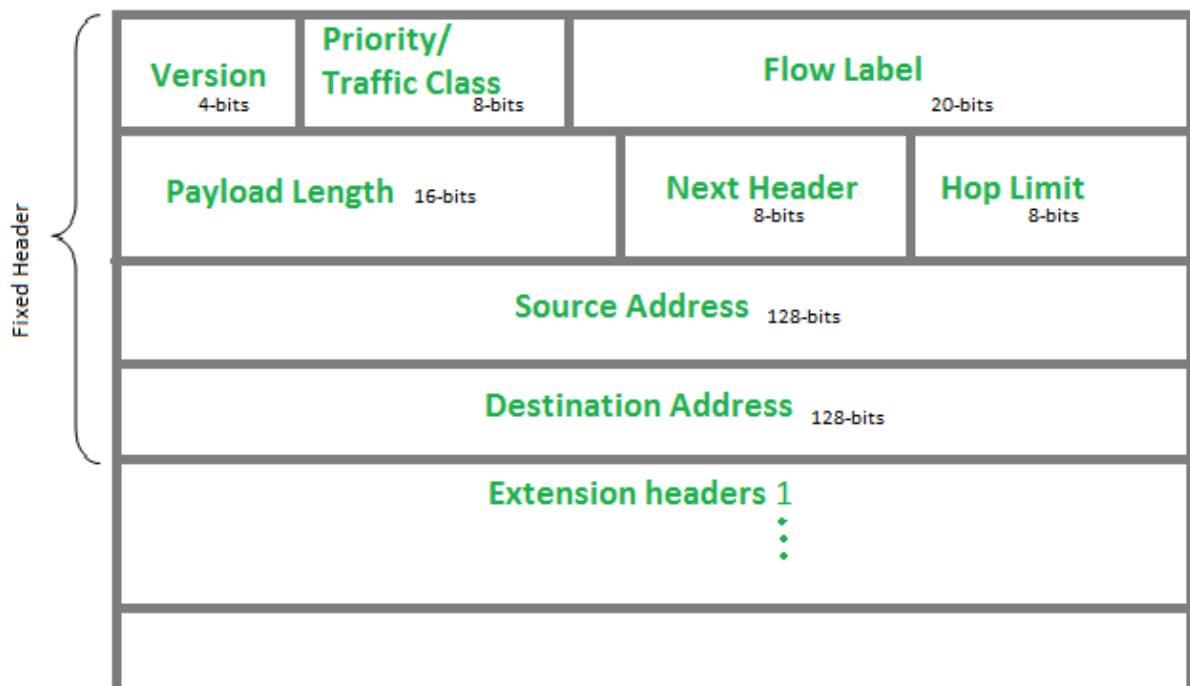 Fixed Header
Version
4-bits
Priority/
Traffic Class
8-bits
Flow Label
20-bits
Payload Length 16-bits
Next Header
8-bits
Hop Limit
8-bits
Source Address 128-bits
Destination Address 128-bits
Extension headers 1